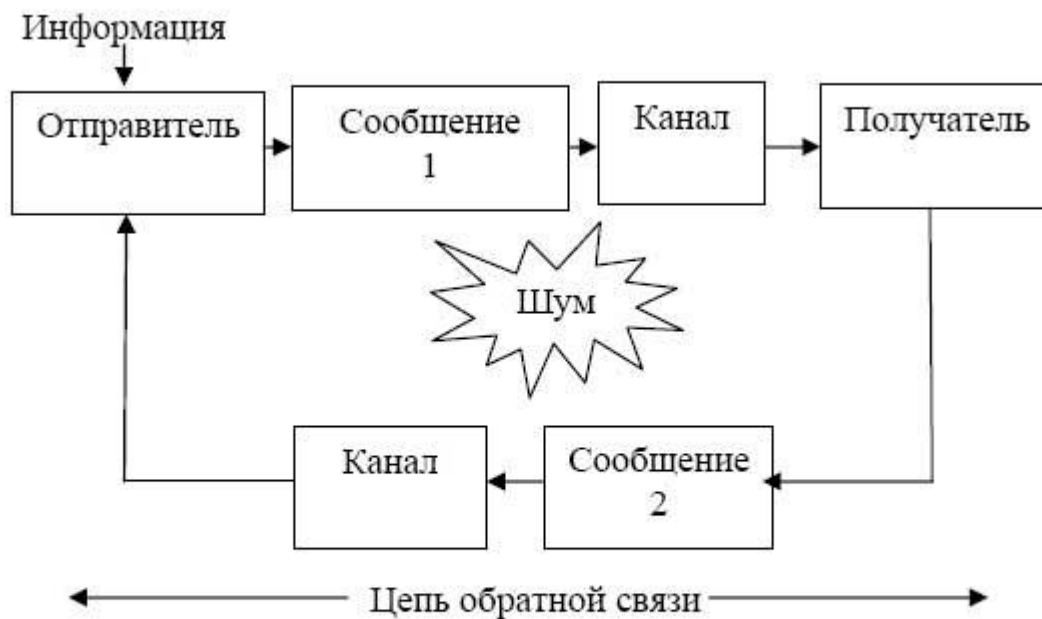 Информация
Отправитель
Сообщение
1
Канал
Получатель
Шум
Канал
Сообщение
2
Цепь обратной связи